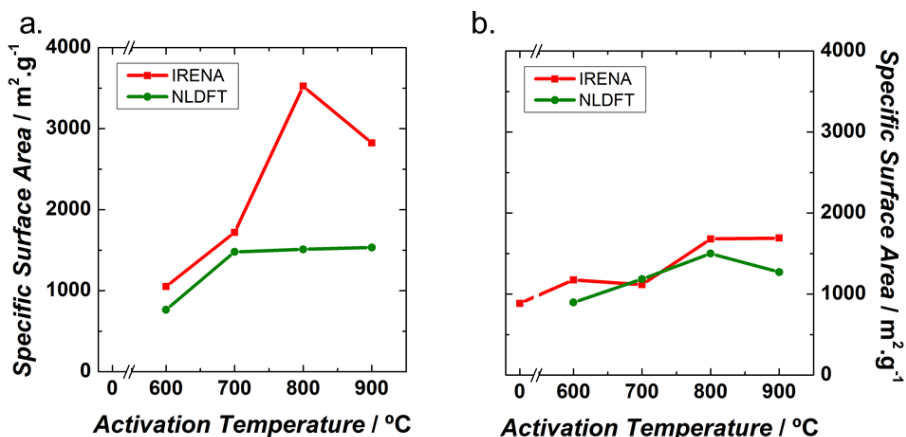 a.
4000
3000
2000
1000
0
Specific Surface Area / m².g⁻¹
IRENA
NLDFT
0 600 700 800 900
Activation Temperature / ºC
b.
IRENA
NLDFT
4000
3000
2000
1000
0
Specific Surface Area / m².g⁻¹
0 600 700 800 900
Activation Temperature / ºC